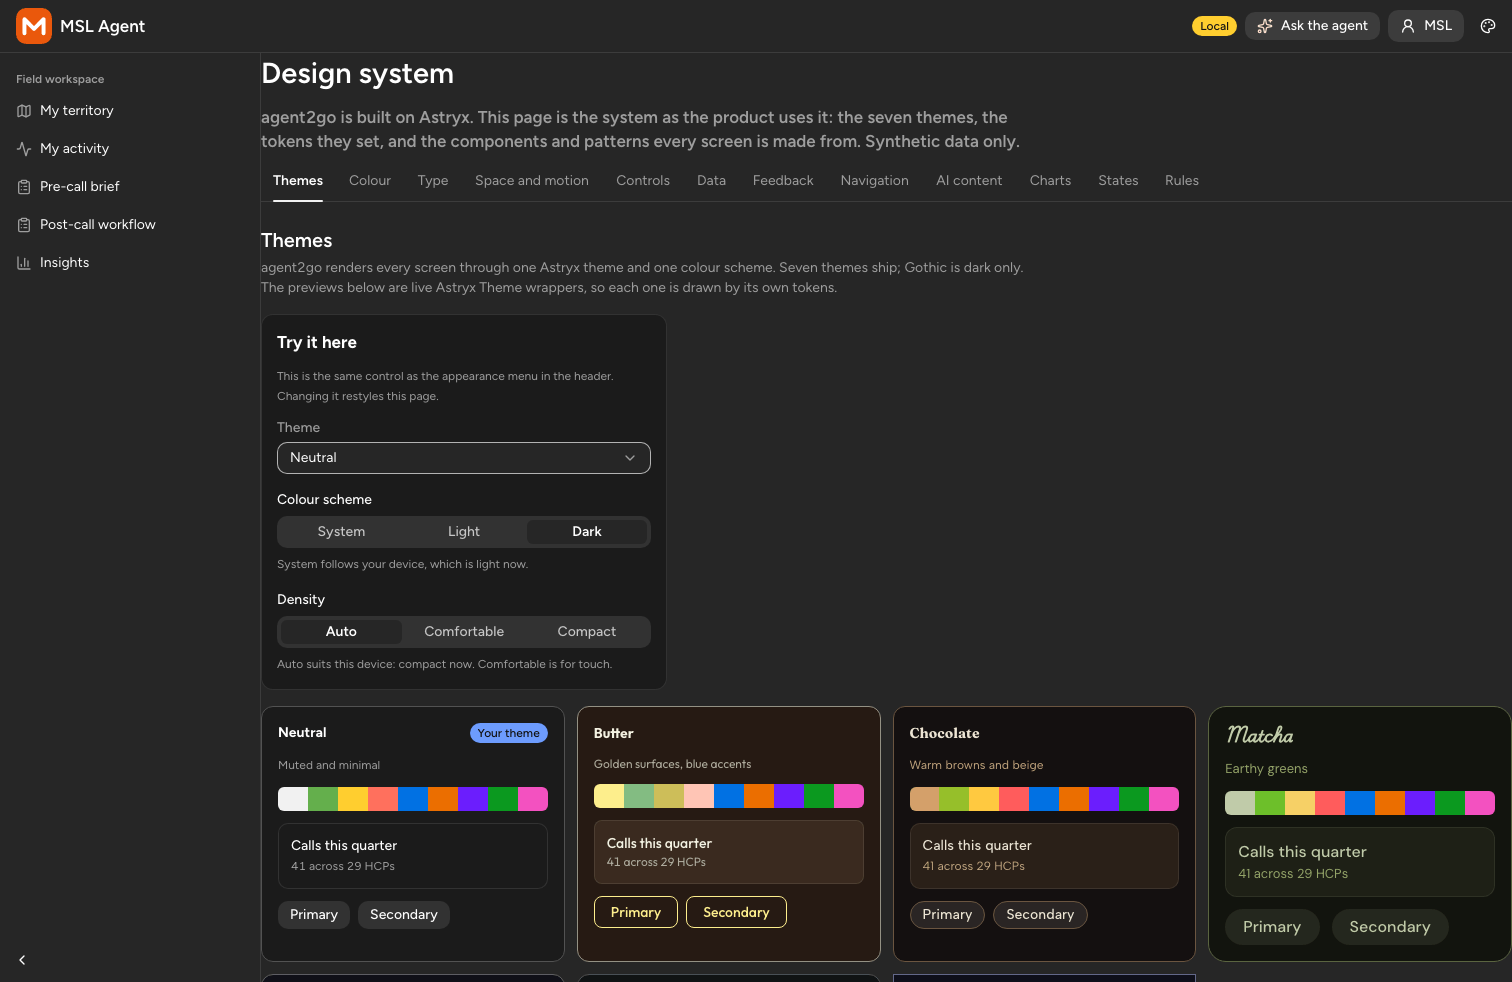 MSL Agent
Local
Ask the agent
MSL
Field workspace
My territory
My activity
Pre-call brief
Post-call workflow
Insights
Design system
agent2go is built on Astryx. This page is the system as the product uses it: the seven themes, the
tokens they set, and the components and patterns every screen is made from. Synthetic data only.
Themes
Colour
Type
Space and motion
Controls
Data
Feedback
Navigation
AI content
Charts
States
Rules
Themes
agent2go renders every screen through one Astryx theme and one colour scheme. Seven themes ship; Gothic is dark only.
The previews below are live Astryx Theme wrappers, so each one is drawn by its own tokens.
Try it here
This is the same control as the appearance menu in the header.
Changing it restyles this page.
Theme
Neutral
Colour scheme
System
Light
Dark
System follows your device, which is light now.
Density
Auto
Comfortable
Compact
Auto suits this device: compact now. Comfortable is for touch.
Neutral
Your theme
Muted and minimal
Calls this quarter
41 across 29 HCPs
Primary
Secondary
Butter
Golden surfaces, blue accents
Calls this quarter
41 across 29 HCPs
Primary
Secondary
Chocolate
Warm browns and beige
Calls this quarter
41 across 29 HCPs
Primary
Secondary
Matcha
Earthy greens
Calls this quarter
41 across 29 HCPs
Primary
Secondary